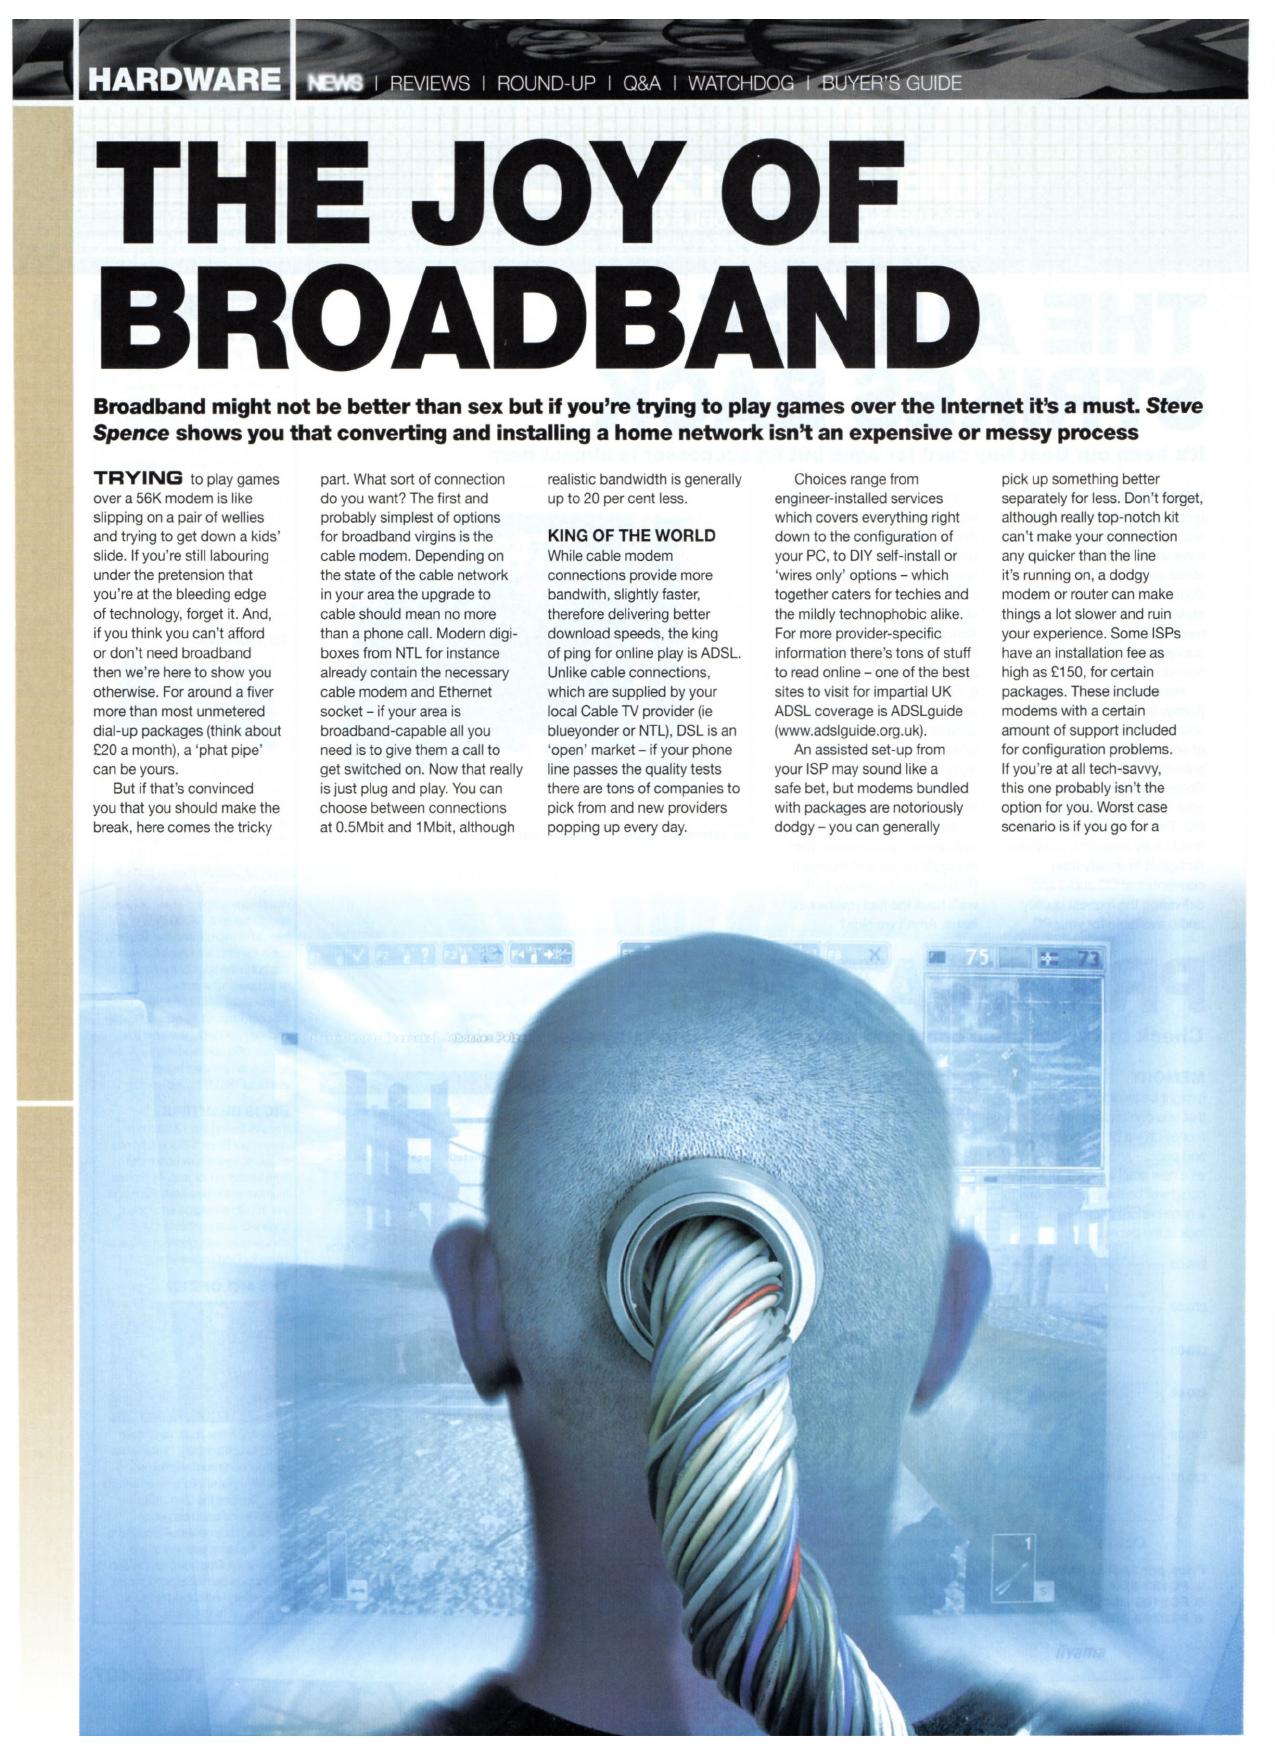 HARDWARE NEWS | REVIEWS | ROUND-UP | Q&A | WATCHDOG | BUYER'S GUIDE
THE JOY OF
BROADBAND
Broadband might not be better than sex but if you're trying to play games over the Internet it's a must. Steve
Spence shows you that converting and installing a home network isn't an expensive or messy process
TRYING to play games
over a 56K modem is like
slipping on a pair of wellies
and trying to get down a kids'
slide. If you're still labouring
under the pretension that
you're at the bleeding edge
of technology, forget it. And,
if you think you can't afford
or don't need broadband
then we're here to show you
otherwise. For around a fiver
more than most unmetered
dial-up packages (think about
£20 a month), a 'phat pipe'
can be yours.
But if that's convinced
you that you should make the
break, here comes the tricky
part. What sort of connection
do you want? The first and
probably simplest of options
for broadband virgins is the
cable modem. Depending on
the state of the cable network
in your area the upgrade to
cable should mean no more
than a phone call. Modern digi-
boxes from NTL for instance
already contain the necessary
cable modem and Ethernet
socket – if your area is
broadband-capable all you
need is to give them a call to
get switched on. Now that really
is just plug and play. You can
choose between connections
at 0.5Mbit and 1Mbit, although
realistic bandwidth is generally
up to 20 per cent less.
KING OF THE WORLD
While cable modem
connections provide more
bandwith, slightly faster,
therefore delivering better
download speeds, the king
of ping for online play is ADSL.
Unlike cable connections,
which are supplied by your
local Cable TV provider (ie
blueyonder or NTL), DSL is an
'open' market – if your phone
line passes the quality tests
there are tons of companies to
pick from and new providers
popping up every day.
Choices range from
engineer-installed services
which covers everything right
down to the configuration of
your PC, to DIY self-install or
'wires only' options – which
together caters for techies and
the mildly technophobic alike.
For more provider-specific
information there's tons of stuff
to read online – one of the best
sites to visit for impartial UK
ADSL coverage is ADSLguide
(www.adslguide.org.uk).
An assisted set-up from
your ISP may sound like a
safe bet, but modems bundled
with packages are notoriously
dodgy – you can generally
pick up something better
separately for less. Don't forget,
although really top-notch kit
can't make your connection
any quicker than the line
it's running on, a dodgy
modem or router can make
things a lot slower and ruin
your experience. Some ISPs
have an installation fee as
high as £150, for certain
packages. These include
modems with a certain
amount of support included
for configuration problems.
If you're at all tech-savvy,
this one probably isn't the
option for you. Worst case
scenario is if you go for a
F2 ? F3 F4
75 73
1
iiyama